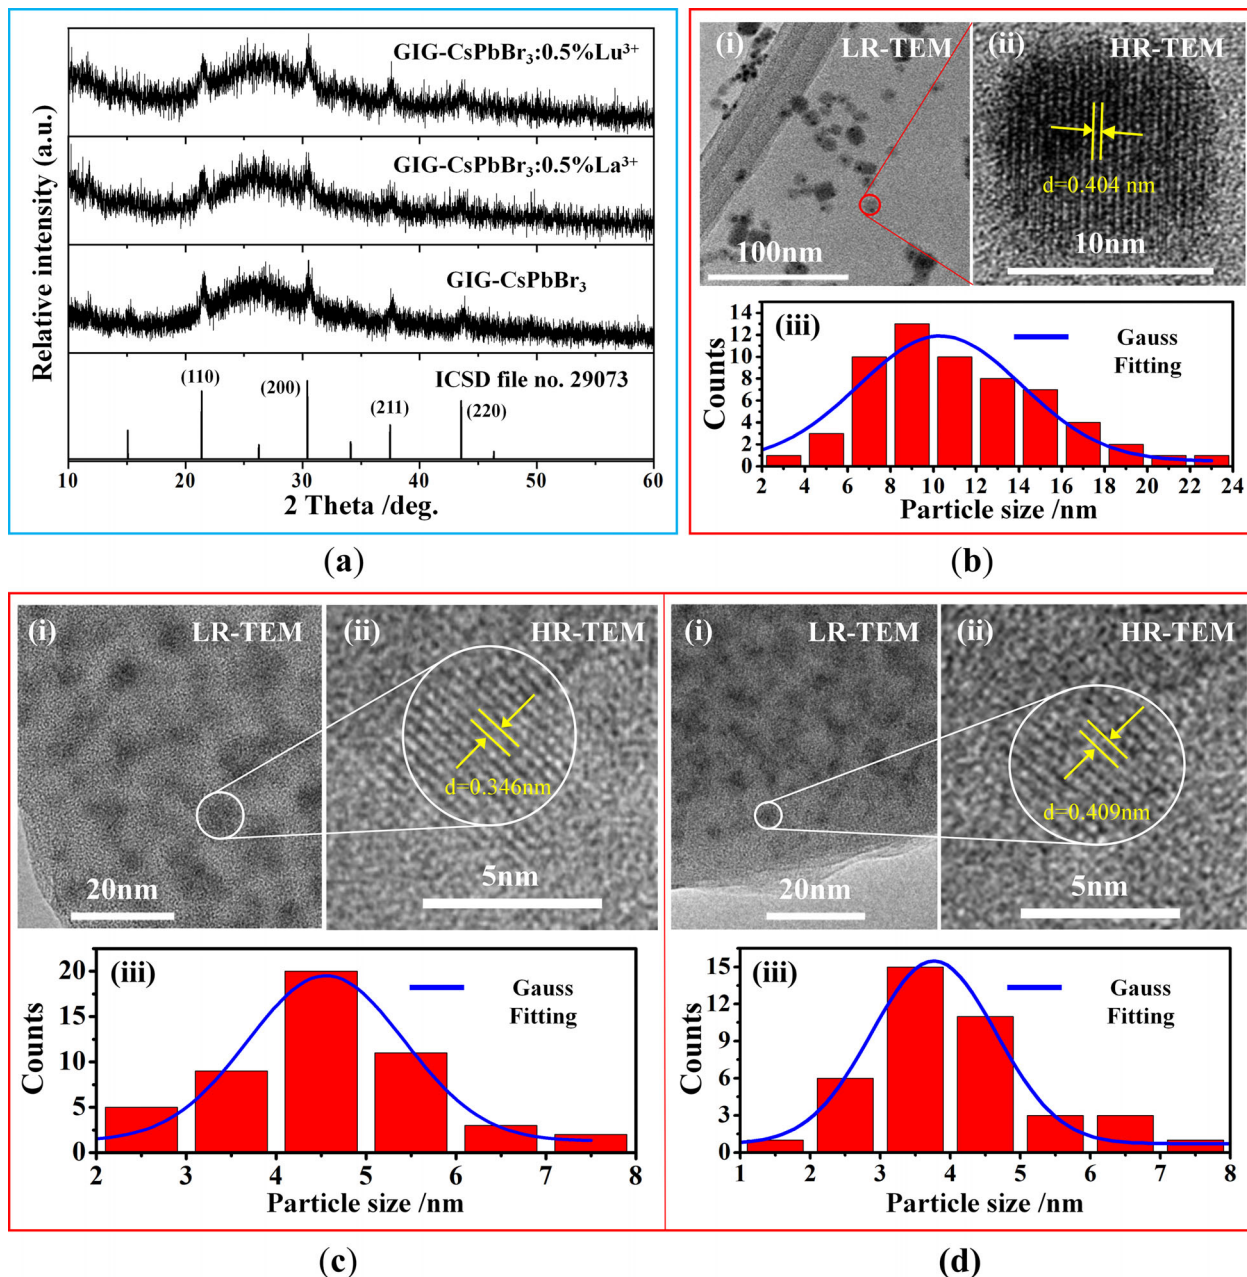 Relative intensity (a.u.)
GIG-CsPbBr₃:0.5%Lu³⁺
GIG-CsPbBr₃:0.5%La³⁺
GIG-CsPbBr₃
ICSD file no. 29073
(110)
(200)
(211)
(220)
10 20 30 40 50 60
2 Theta /deg.
(a)
(i)
LR-TEM
100nm
(ii)
HR-TEM
d=0.404 nm
10nm
(iii)
Gauss
Fitting
Counts
14
12
10
8
6
4
2
0
2 4 6 8 10 12 14 16 18 20 22 24
Particle size /nm
(b)
(i)
LR-TEM
20nm
(ii)
HR-TEM
d=0.346nm
5nm
(iii)
Gauss
Fitting
Counts
20
15
10
5
0
2 3 4 5 6 7 8
Particle size /nm
(c)
(i)
LR-TEM
20nm
(ii)
HR-TEM
d=0.409nm
5nm
(iii)
Gauss
Fitting
Counts
15
12
9
6
3
0
1 2 3 4 5 6 7 8
Particle size /nm
(d)